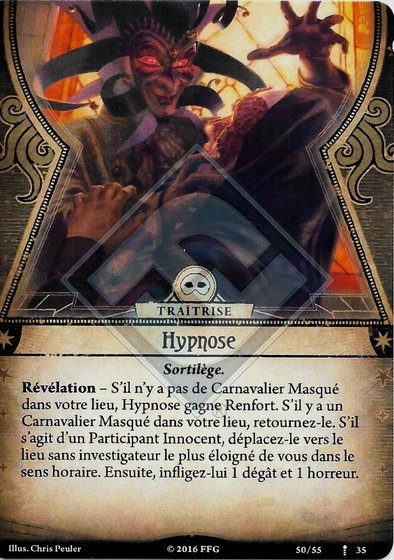 TRAÎTRISE
Hypnose
Sortilège.
Révélation – S'il n'y a pas de Carnavalier Masqué
dans votre lieu, Hypnose gagne Renfort. S'il y a un
Carnavalier Masqué dans votre lieu, retournez-le. S'il
s'agit d'un Participant Innocent, déplacez-le vers le
lieu sans investigateur le plus éloigné de vous dans le
sens horaire. Ensuite, infligez-lui 1 dégât et 1 horreur.
Illus. Chris Peuler © 2016 FFG 50/55 35